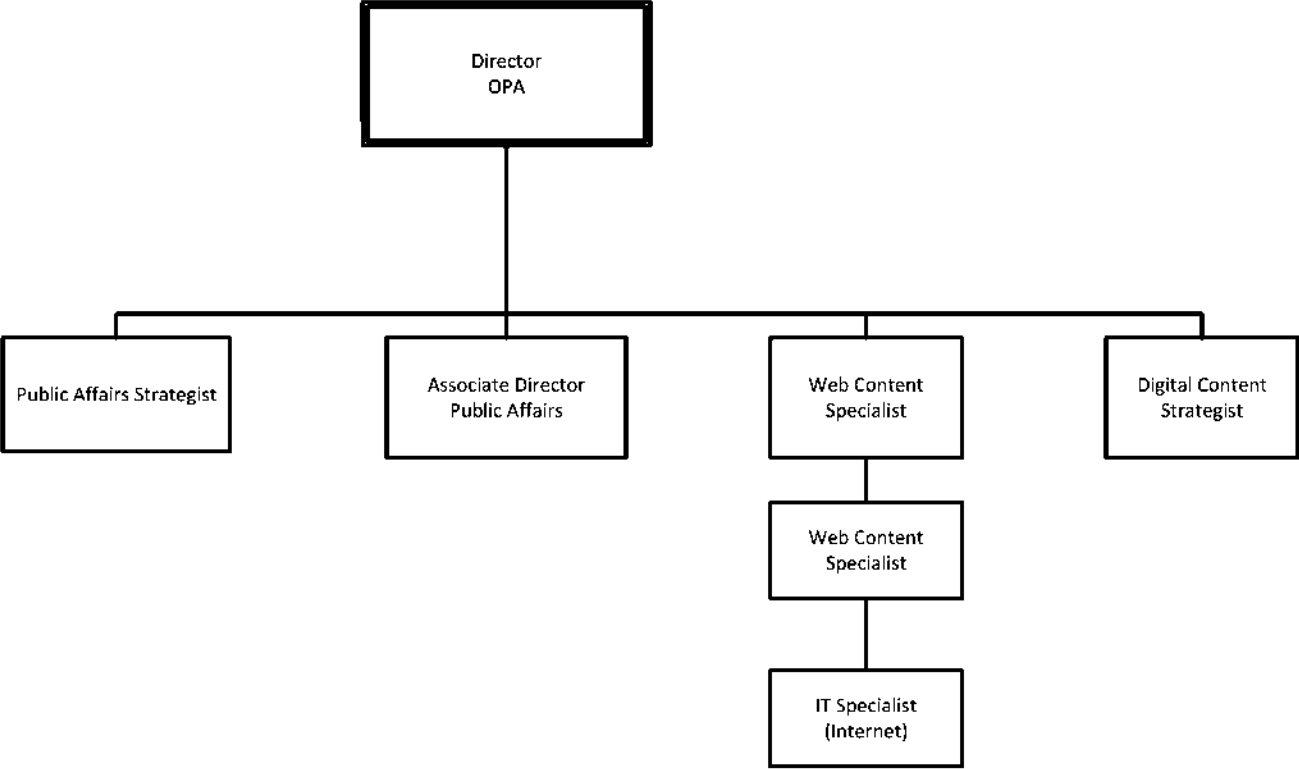 Director
OPA
Public Affairs Strategist
Associate Director
Public Affairs
Web Content
Specialist
Digital Content
Strategist
Web Content
Specialist
IT Specialist
(Internet)